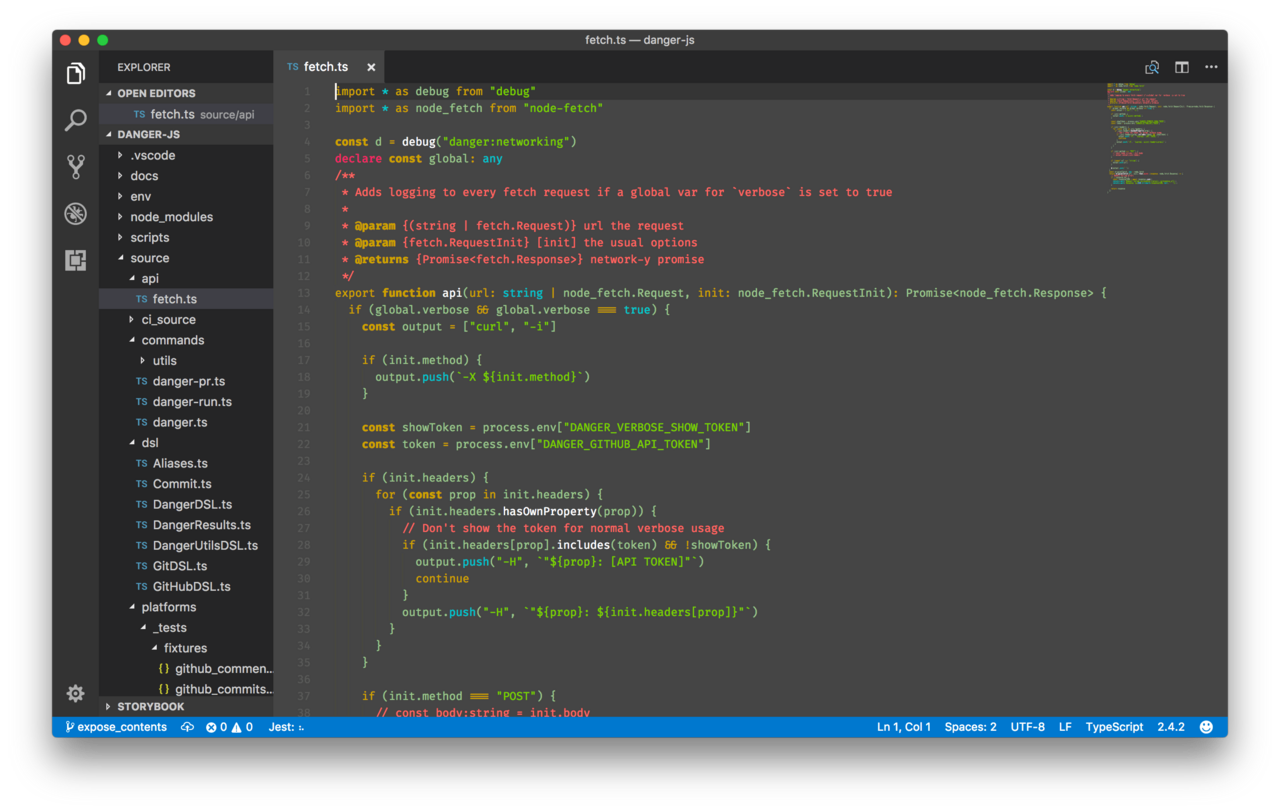 fetch.ts — danger-js
EXPLORER
OPEN EDITORS
TS fetch.ts source/api
DANGER-JS
.vscode
docs
env
node_modules
scripts
source
api
TS fetch.ts
ci_source
commands
utils
TS danger-pr.ts
TS danger-run.ts
TS danger.ts
dsl
TS Aliases.ts
TS Commit.ts
TS DangerDSL.ts
TS DangerResults.ts
TS DangerUtilsDSL.ts
TS GitDSL.ts
TS GitHubDSL.ts
platforms
_tests
fixtures
{} github_commen...
{} github_commits...
STORYBOOK
TS fetch.ts ×
1 import * as debug from "debug"
2 import * as node_fetch from "node-fetch"
3
4 const d = debug("danger:networking")
5 declare const global: any
6 /**
7 * Adds logging to every fetch request if a global var for `verbose` is set to true
8 *
9 * @param {(string | fetch.Request)} url the request
10 * @param {fetch.RequestInit} [init] the usual options
11 * @returns {Promise<fetch.Response>} network-y promise
12 */
13 export function api(url: string | node_fetch.Request, init: node_fetch.RequestInit): Promise<node_fetch.Response> {
14 if (global.verbose && global.verbose === true) {
15 const output = ["curl", "-i"]
16
17 if (init.method) {
18 output.push(`-X ${init.method}`)
19 }
20
21 const showToken = process.env["DANGER_VERBOSE_SHOW_TOKEN"]
22 const token = process.env["DANGER_GITHUB_API_TOKEN"]
23
24 if (init.headers) {
25 for (const prop in init.headers) {
26 if (init.headers.hasOwnProperty(prop)) {
27 // Don't show the token for normal verbose usage
28 if (init.headers[prop].includes(token) && !showToken) {
29 output.push("-H", `"${prop}: [API TOKEN]"`)
30 continue
31 }
32 output.push("-H", `"${prop}: ${init.headers[prop]}"`)
33 }
34 }
35 }
36
37 if (init.method === "POST") {
38 // const body:string = init.body
expose_contents 0 0 Jest: :.
Ln 1, Col 1 Spaces: 2 UTF-8 LF TypeScript 2.4.2